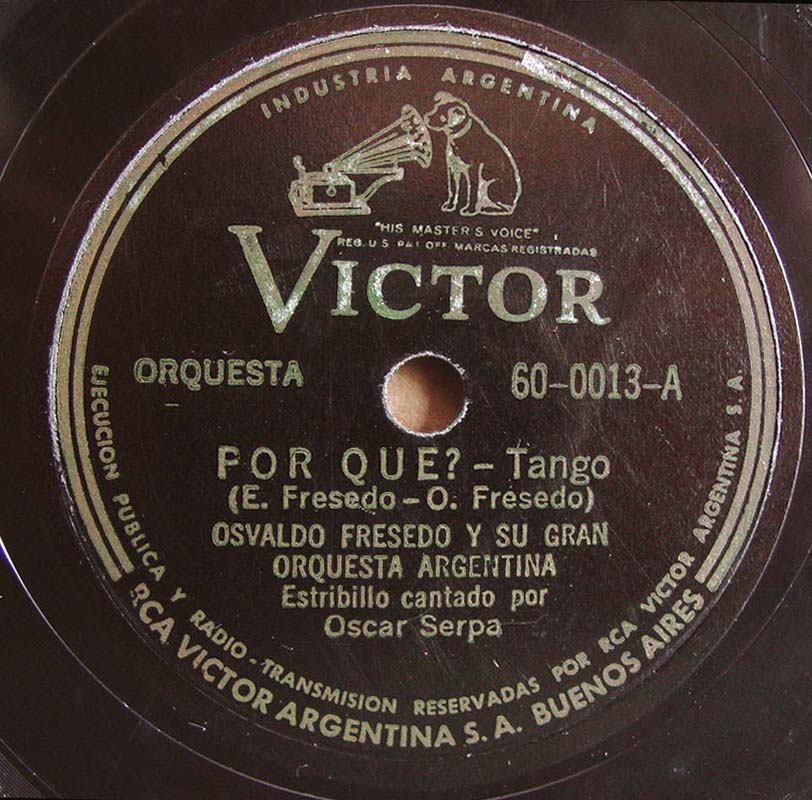 INDUSTRIA ARGENTINA
"HIS MASTER'S VOICE"
REG. U.S. PAT. OFF. MARCAS REGISTRADAS
VICTOR
ORQUESTA
60-0013-A
POR QUE? - Tango
(E. Fresedo - O. Fresedo)
OSVALDO FRESEDO Y SU GRAN
ORQUESTA ARGENTINA
Estribillo cantado por
Oscar Serpa
EJECUCION PUBLICA Y RADIO-TRANSMISION RESERVADAS POR RCA VICTOR ARGENTINA S. A.
RCA VICTOR ARGENTINA S. A. BUENOS AIRES